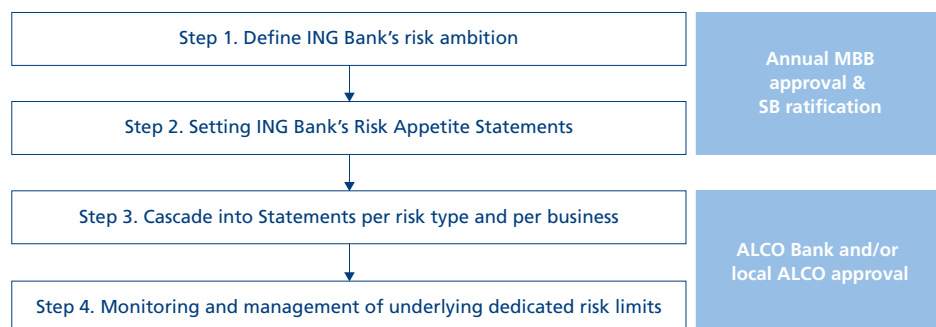 Step 1. Define ING Bank's risk ambition
Annual MBB
approval &
SB ratification
Step 2. Setting ING Bank's Risk Appetite Statements
Step 3. Cascade into Statements per risk type and per business
ALCO Bank and/or
local ALCO approval
Step 4. Monitoring and management of underlying dedicated risk limits